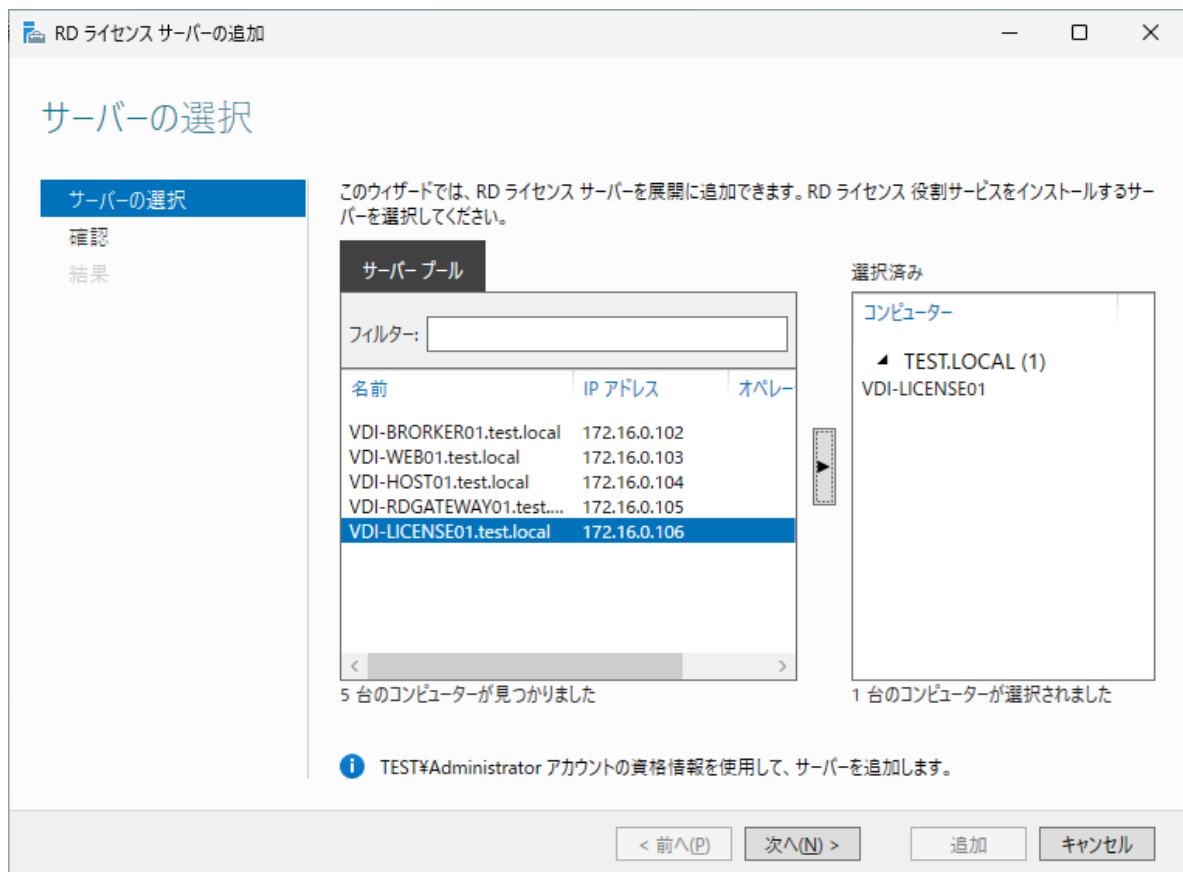 RD ライセンス サーバーの追加
サーバーの選択
サーバーの選択
確認
結果
このウィザードでは、RD ライセンス サーバーを展開に追加できます。RD ライセンス 役割サービスをインストールするサー
バーを選択してください。
サーバー プール
フィルター:
名前 IP アドレス オペレー
VDI-BRORKER01.test.local 172.16.0.102
VDI-WEB01.test.local 172.16.0.103
VDI-HOST01.test.local 172.16.0.104
VDI-RDGATEWAY01.test.... 172.16.0.105
VDI-LICENSE01.test.local 172.16.0.106
5 台のコンピューターが見つかりました
選択済み
コンピューター
TEST.LOCAL (1)
VDI-LICENSE01
1 台のコンピューターが選択されました
TEST¥Administrator アカウントの資格情報を使用して、サーバーを追加します。
< 前へ(P) 次へ(N) > 追加 キャンセル